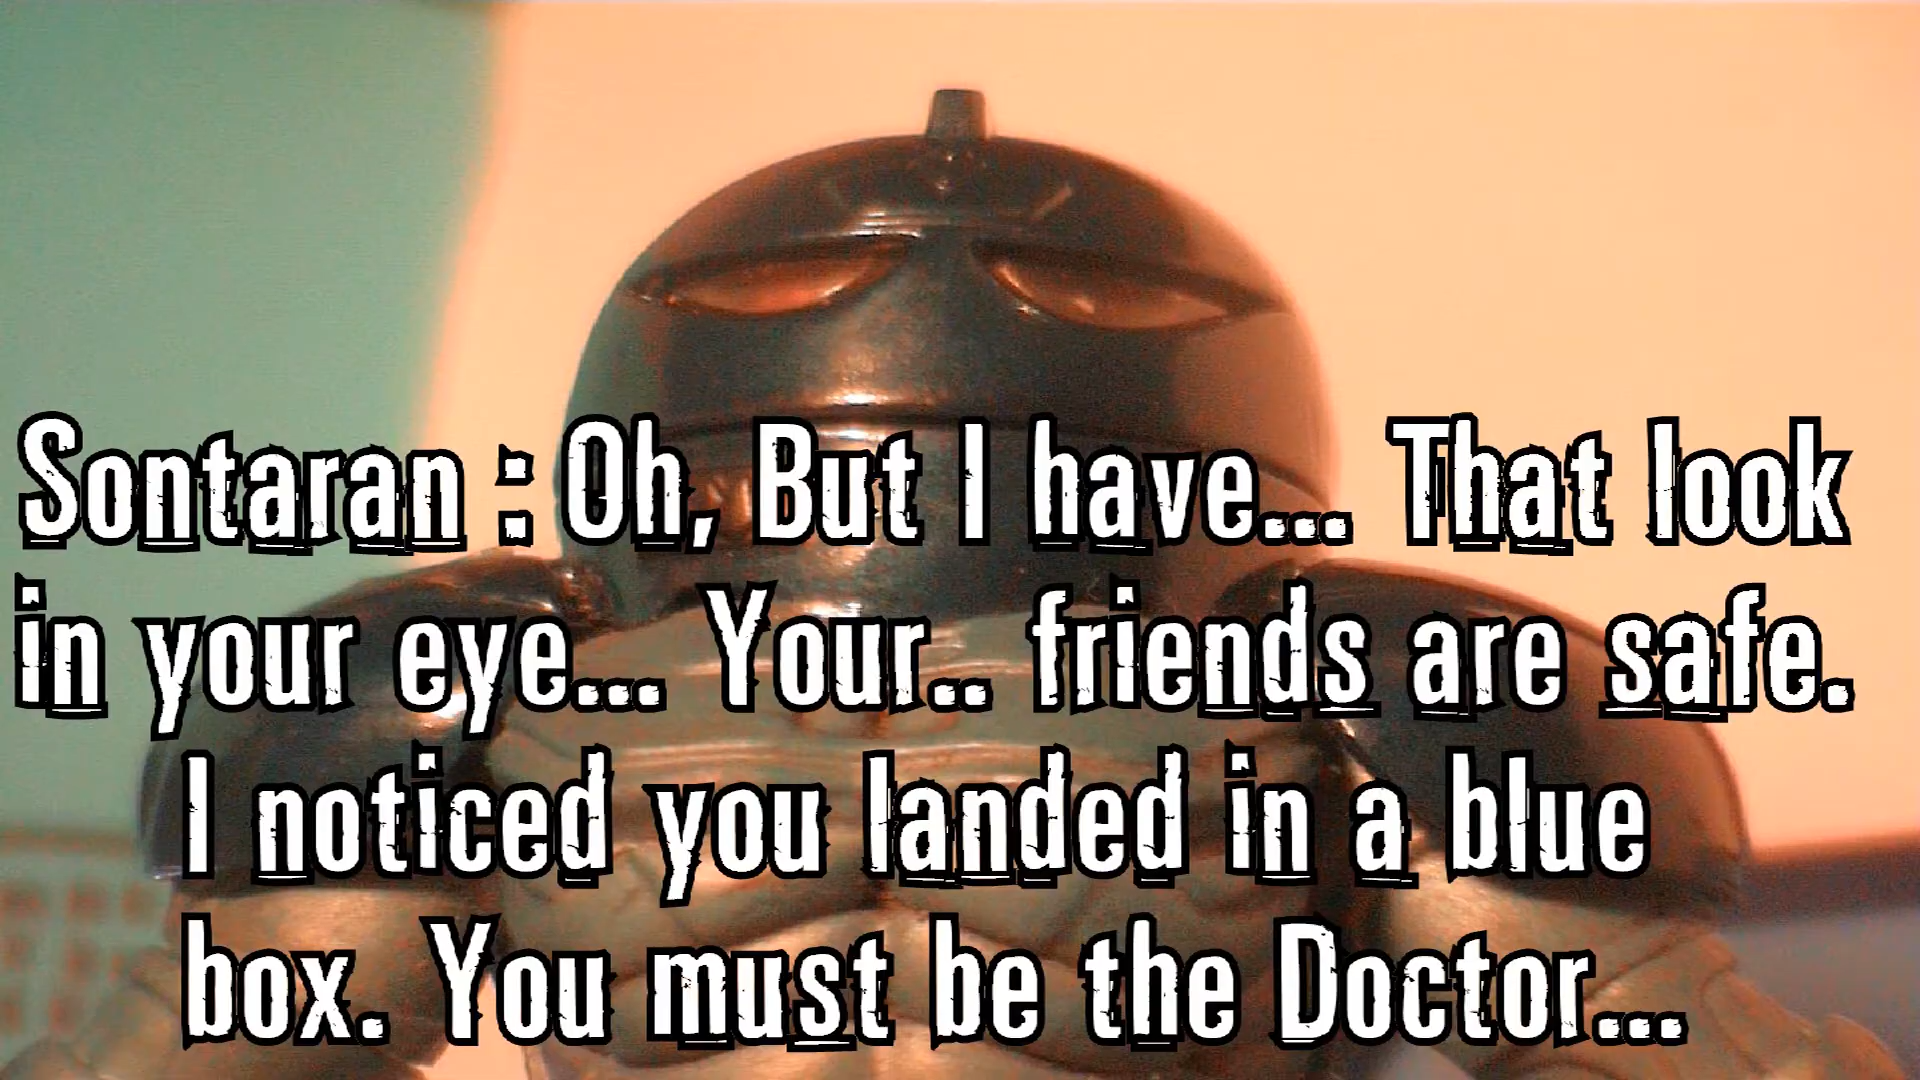 Sontaran : Oh, But I have... That look
in your eye... Your.. friends are safe.
I noticed you landed in a blue
box. You must be the Doctor...